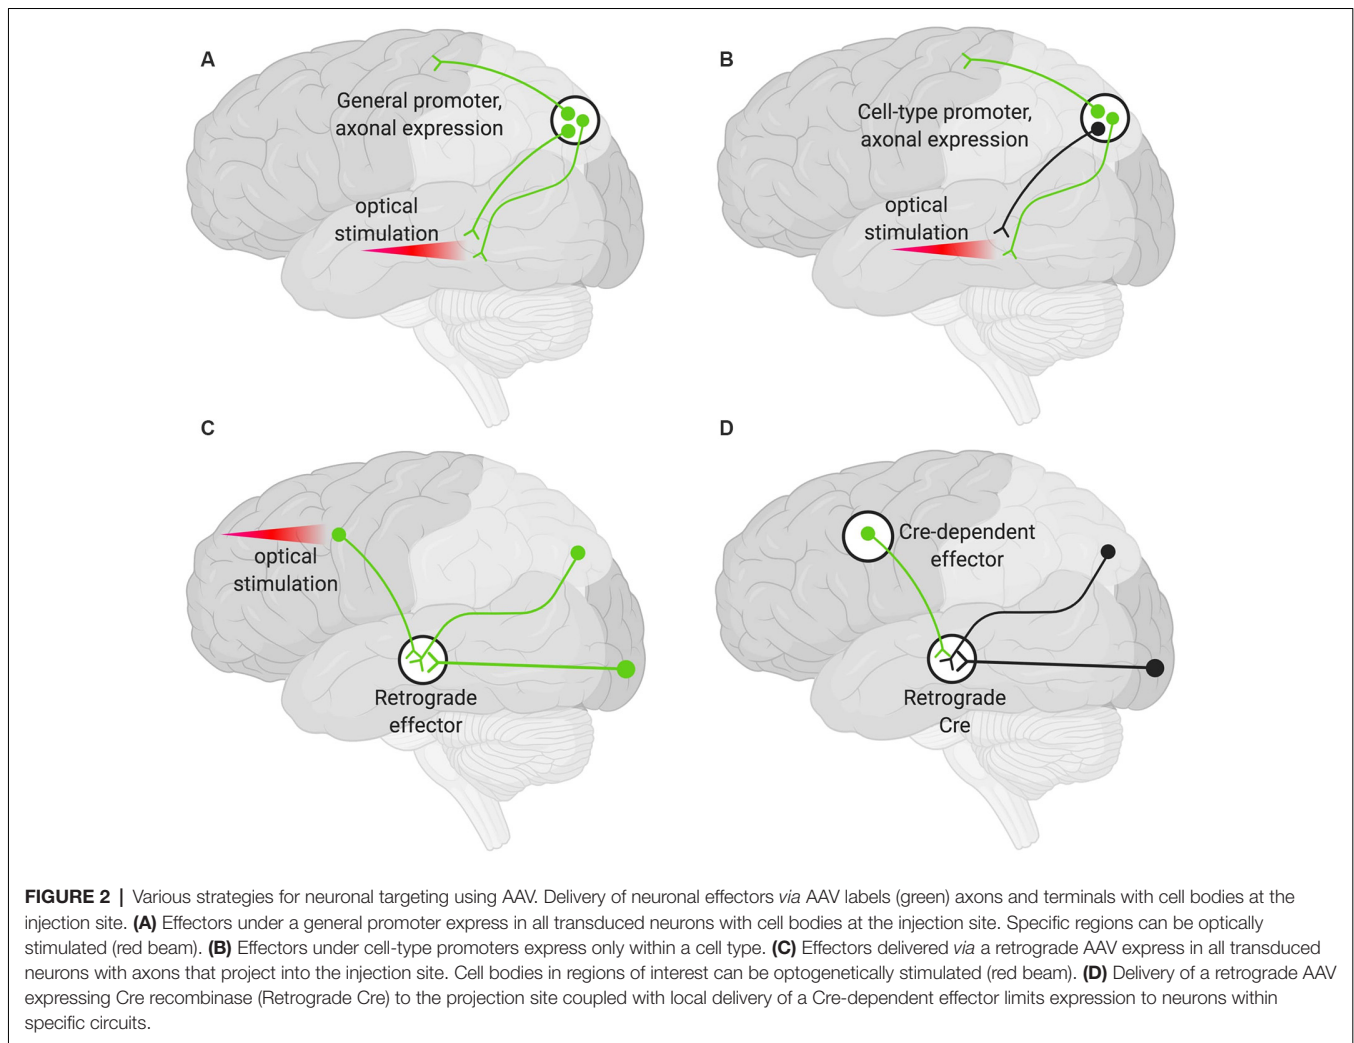 A
General promoter,
axonal expression
optical
stimulation
B
Cell-type promoter,
axonal expression
optical
stimulation
C
optical
stimulation
Retrograde
effector
D
Cre-dependent
effector
Retrograde
Cre
FIGURE 2 | Various strategies for neuronal targeting using AAV. Delivery of neuronal effectors via AAV labels (green) axons and terminals with cell bodies at the
injection site. (A) Effectors under a general promoter express in all transduced neurons with cell bodies at the injection site. Specific regions can be optically
stimulated (red beam). (B) Effectors under cell-type promoters express only within a cell type. (C) Effectors delivered via a retrograde AAV express in all transduced
neurons with axons that project into the injection site. Cell bodies in regions of interest can be optogenetically stimulated (red beam). (D) Delivery of a retrograde AAV
expressing Cre recombinase (Retrograde Cre) to the projection site coupled with local delivery of a Cre-dependent effector limits expression to neurons within
specific circuits.